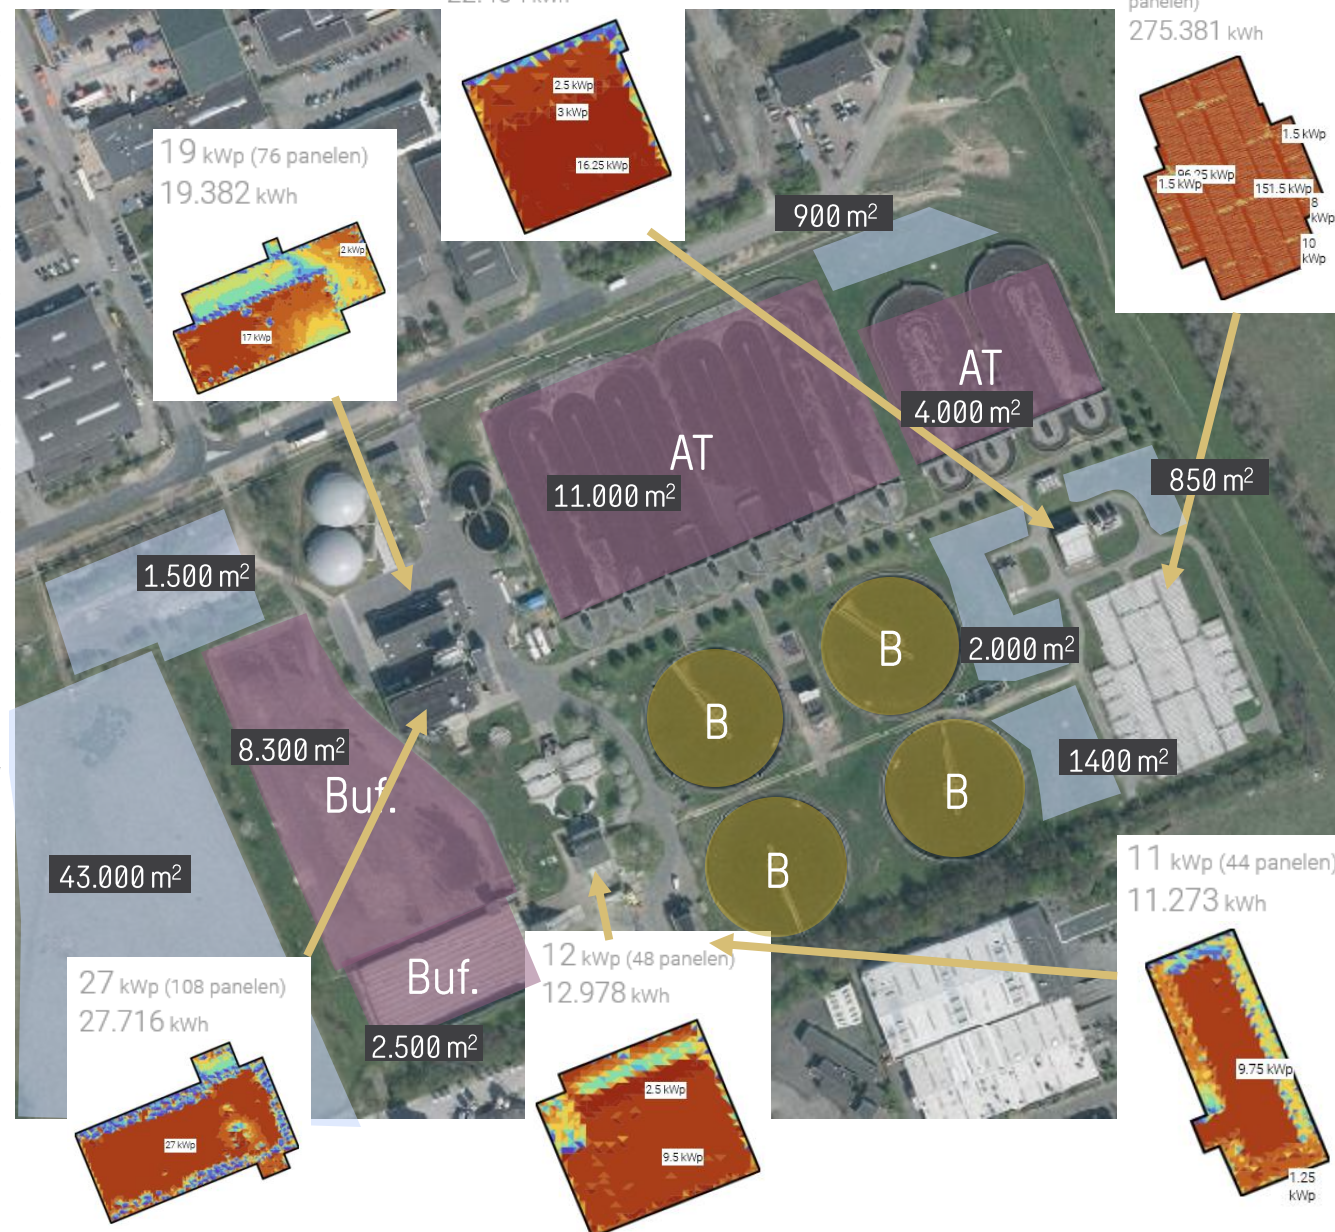 panelen)
275.381 kWh
2.5 kWp
3 kWp
16.25 kWp
1.5 kWp
96.25 kWp
1.5 kWp
151.5 kWp
8
kWp
10
kWp
19 kWp (76 panelen)
19.382 kWh
2 kWp
17 kWp
900 m²
AT
4.000 m²
AT
11.000 m²
850 m²
1.500 m²
B
2.000 m²
B
8.300 m²
Buf.
1400 m²
B
B
43.000 m²
Buf.
2.500 m²
11 kWp (44 panelen)
11.273 kWh
9.75 kWp
1.25
kWp
27 kWp (108 panelen)
27.716 kWh
27 kWp
12 kWp (48 panelen)
12.978 kWh
2.5 kWp
9.5 kWp